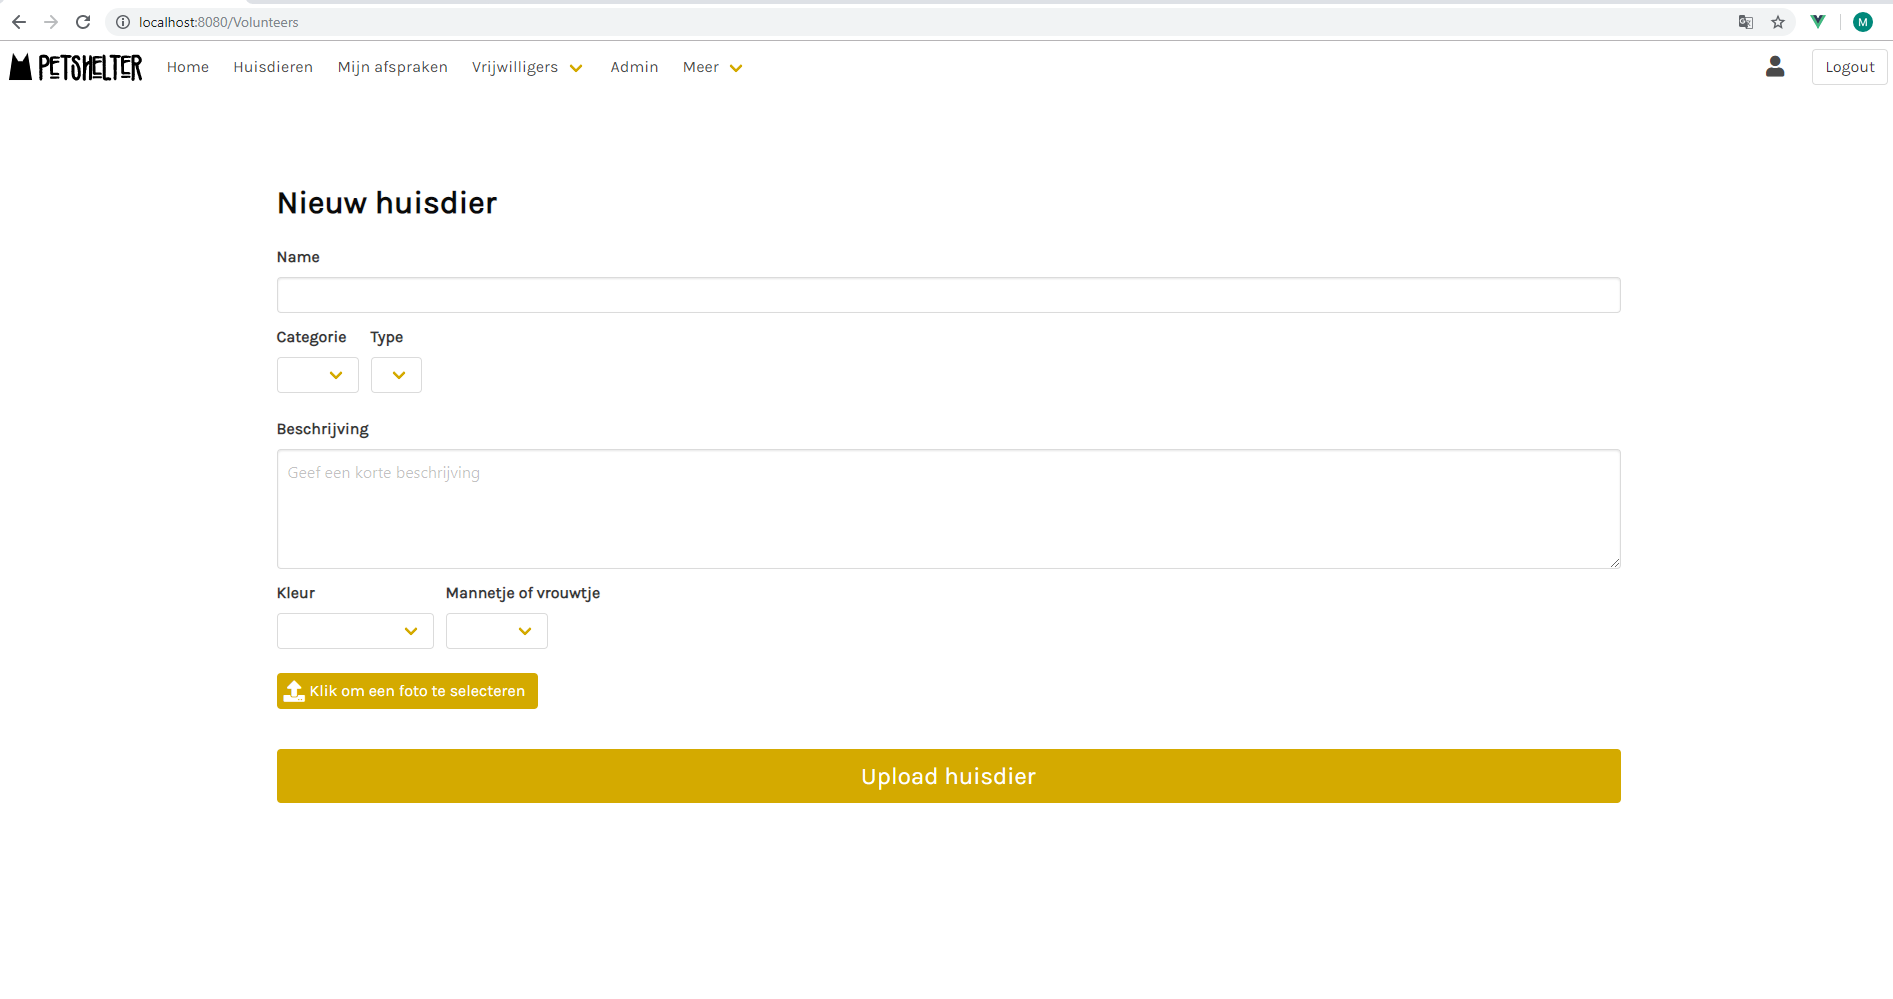 localhost:8080/Volunteers
M
PETSHELTER Home Huisdieren Mijn afspraken Vrijwilligers Admin Meer Logout
Nieuw huisdier
Name
Categorie Type
Beschrijving
Geef een korte beschrijving
Kleur Mannetje of vrouwtje
Klik om een foto te selecteren
Upload huisdier